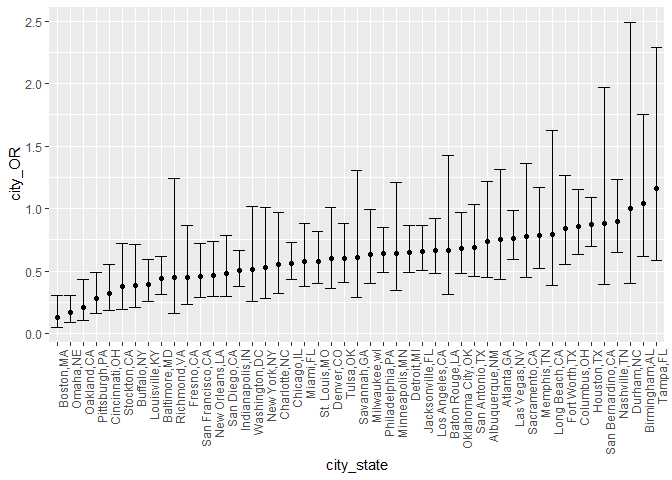 city_OR
2.5
2.0
1.5
1.0
0.5
0.0
Boston,MA
Omaha,NE
Oakland,CA
Pittsburgh,PA
Cincinnati,OH
Stockton,CA
Buffalo,NY
Louisville,KY
Baltimore,MD
Richmond,VA
Fresno,CA
San Francisco,CA
New Orleans,LA
San Diego,CA
Indianapolis,IN
Washington,DC
New York,NY
Charlotte,NC
Chicago,IL
Miami,FL
St. Louis,MO
Denver,CO
Tulsa,OK
Savannah,GA
Milwaukee,wI
Philadelphia,PA
Minneapolis,MN
Detroit,MI
Jacksonville,FL
Los Angeles,CA
Baton Rouge,LA
Oklahoma City,OK
San Antonio,TX
Albuquerque,NM
Atlanta,GA
Las Vegas,NV
Sacramento,CA
Memphis,TN
Long Beach,CA
Fort Worth,TX
Columbus,OH
Houston,TX
San Bernardino,CA
Nashville,TN
Durham,NC
Birmingham,AL
Tampa,FL
city_state